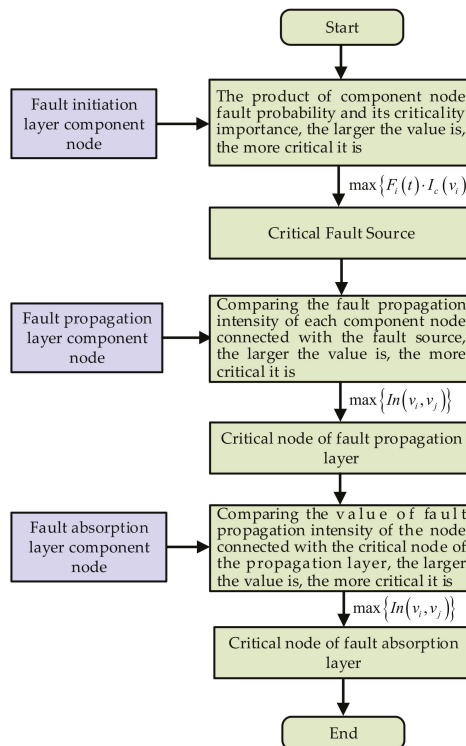 Start
Fault initiation
layer component
node
The product of component node
fault probability and its criticality
importance, the larger the value is,
the more critical it is
max{F_i(t)·I_c(v_i)}
Critical Fault Source
Fault propagation
layer component
node
Comparing the fault propagation
intensity of each component node
connected with the fault source,
the larger the value is, the more
critical it is
max{In(v_i,v_j)}
Critical node of fault propagation
layer
Fault absorption
layer component
node
Comparing the value of fault
propagation intensity of the node
connected with the critical node of
the propagation layer, the larger
the value is, the more critical it is
max{In(v_i,v_j)}
Critical node of fault absorption
layer
End